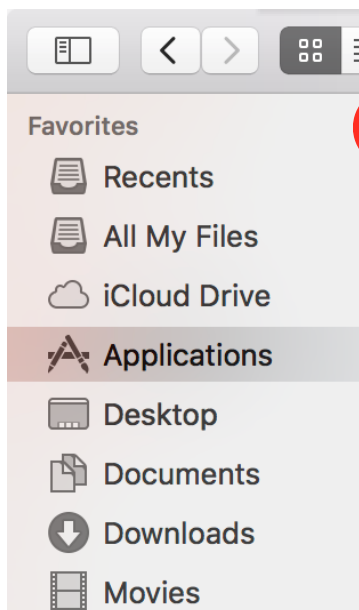 Favorites
Recents
All My Files
iCloud Drive
Applications
Desktop
Documents
Downloads
Movies